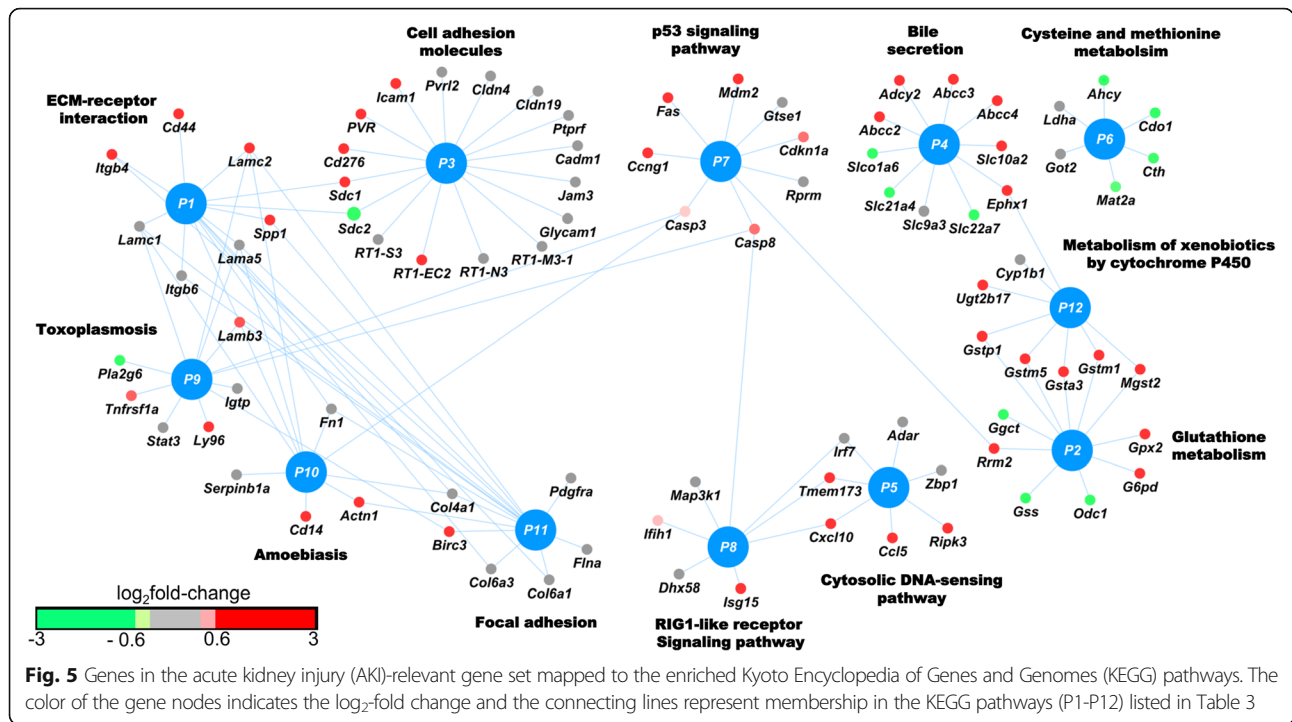 Cell adhesion
molecules
p53 signaling
pathway
Bile
secretion
Cysteine and methionine
metabolsim
ECM-receptor
interaction
Cd44
Itgb4
Lamc2
P1
Lamc1
Spp1
Lama5
Itgb6
Lamb3
Pvrl2
Icam1
Cldn4
Cldn19
PVR
Ptprf
Cd276
P3
Cadm1
Sdc1
Jam3
Sdc2
Glycam1
RT1-S3
RT1-EC2
RT1-N3
RT1-M3-1
Mdm2
Fas
Gtse1
Ccng1
P7
Cdkn1a
Rprm
Casp3
Casp8
Adcy2
Abcc3
Abcc2
Abcc4
P4
Slco1a6
Slc10a2
Slc21a4
Ephx1
Slc9a3
Slc22a7
Ahcy
Ldha
Cdo1
P6
Got2
Cth
Mat2a
Metabolism of xenobiotics
by cytochrome P450
Cyp1b1
Ugt2b17
P12
Gstp1
Gstm5
Gsta3
Gstm1
Mgst2
Glutathione
metabolism
Ggct
P2
Gpx2
Rrm2
G6pd
Gss
Odc1
Toxoplasmosis
Pla2g6
P9
Tnfrsf1a
Igtp
Stat3
Ly96
Fn1
P10
Serpinb1a
Cd14
Actn1
Amoebiasis
Col4a1
Birc3
Pdgfra
P11
Flna
Col6a3
Col6a1
Focal adhesion
Map3k1
Ifih1
P8
Dhx58
Isg15
RIG1-like receptor
Signaling pathway
Irf7
Adar
Tmem173
P5
Zbp1
Cxcl10
Ccl5
Ripk3
Cytosolic DNA-sensing
pathway
log2fold-change
-3 - 0.6 0.6 3
Fig. 5 Genes in the acute kidney injury (AKI)-relevant gene set mapped to the enriched Kyoto Encyclopedia of Genes and Genomes (KEGG) pathways. The
color of the gene nodes indicates the log2-fold change and the connecting lines represent membership in the KEGG pathways (P1-P12) listed in Table 3